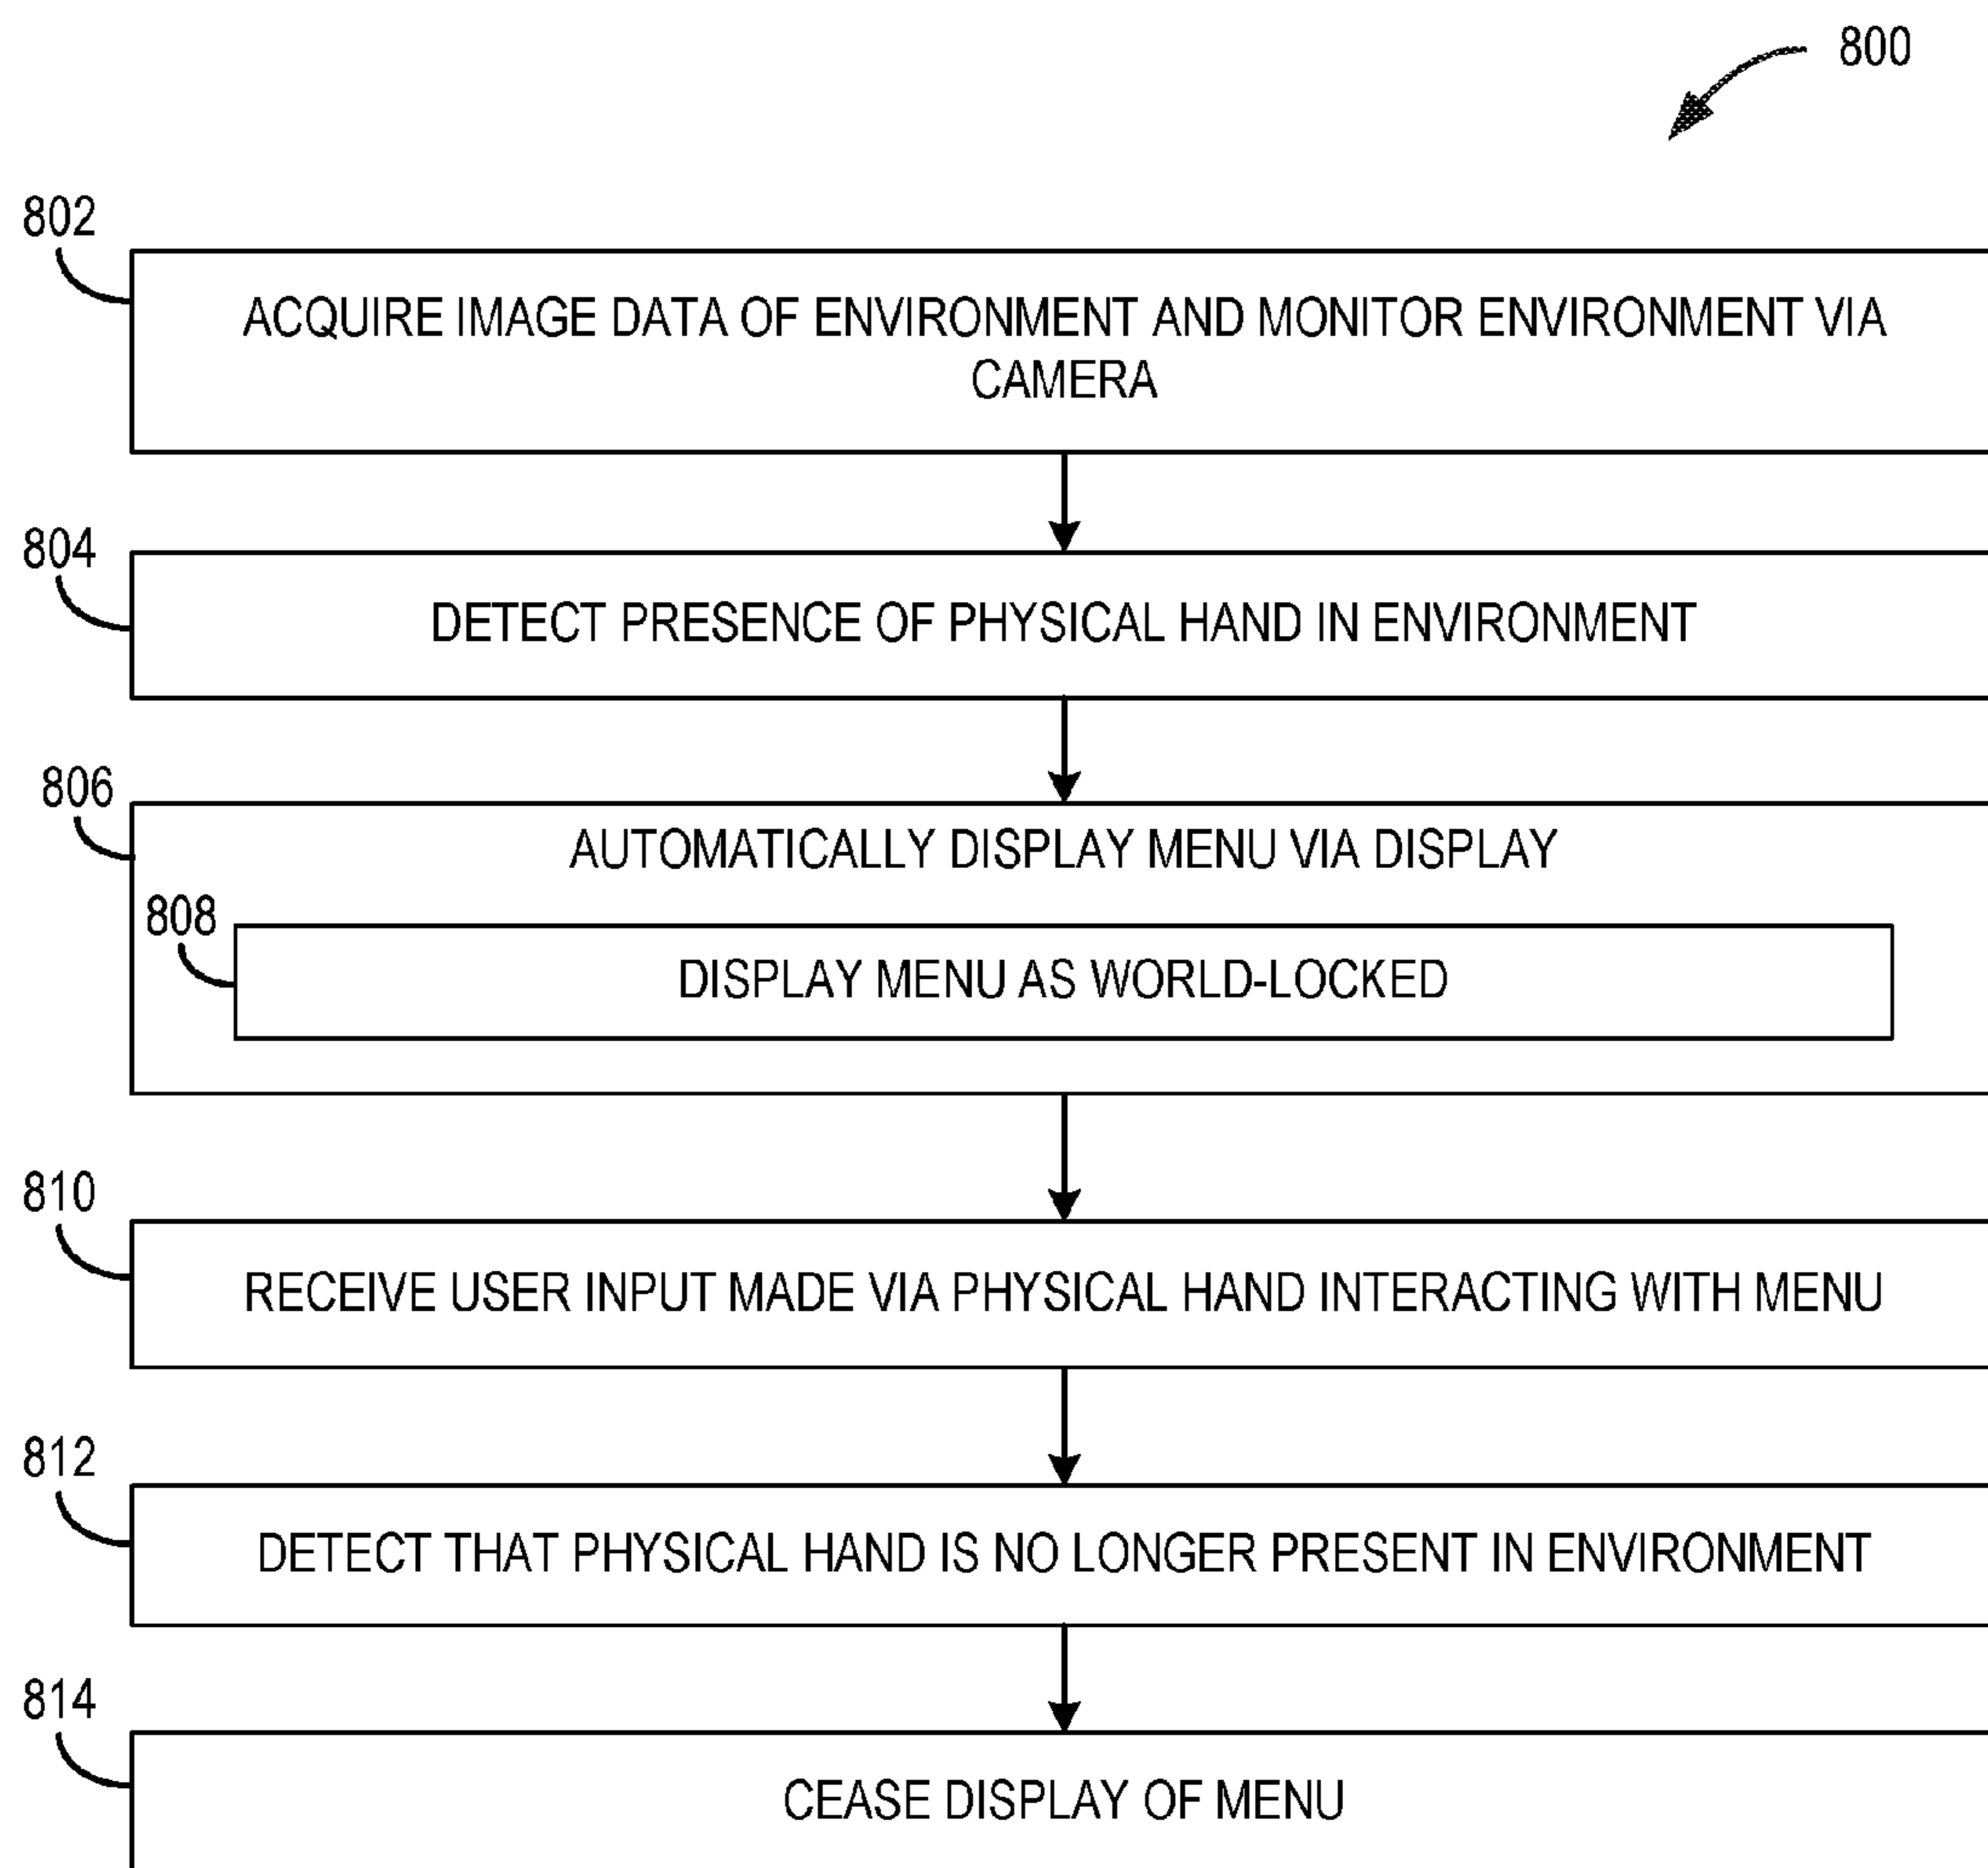 800
802
ACQUIRE IMAGE DATA OF ENVIRONMENT AND MONITOR ENVIRONMENT VIA
CAMERA
804
DETECT PRESENCE OF PHYSICAL HAND IN ENVIRONMENT
806
AUTOMATICALLY DISPLAY MENU VIA DISPLAY
808
DISPLAY MENU AS WORLD-LOCKED
810
RECEIVE USER INPUT MADE VIA PHYSICAL HAND INTERACTING WITH MENU
812
DETECT THAT PHYSICAL HAND IS NO LONGER PRESENT IN ENVIRONMENT
814
CEASE DISPLAY OF MENU